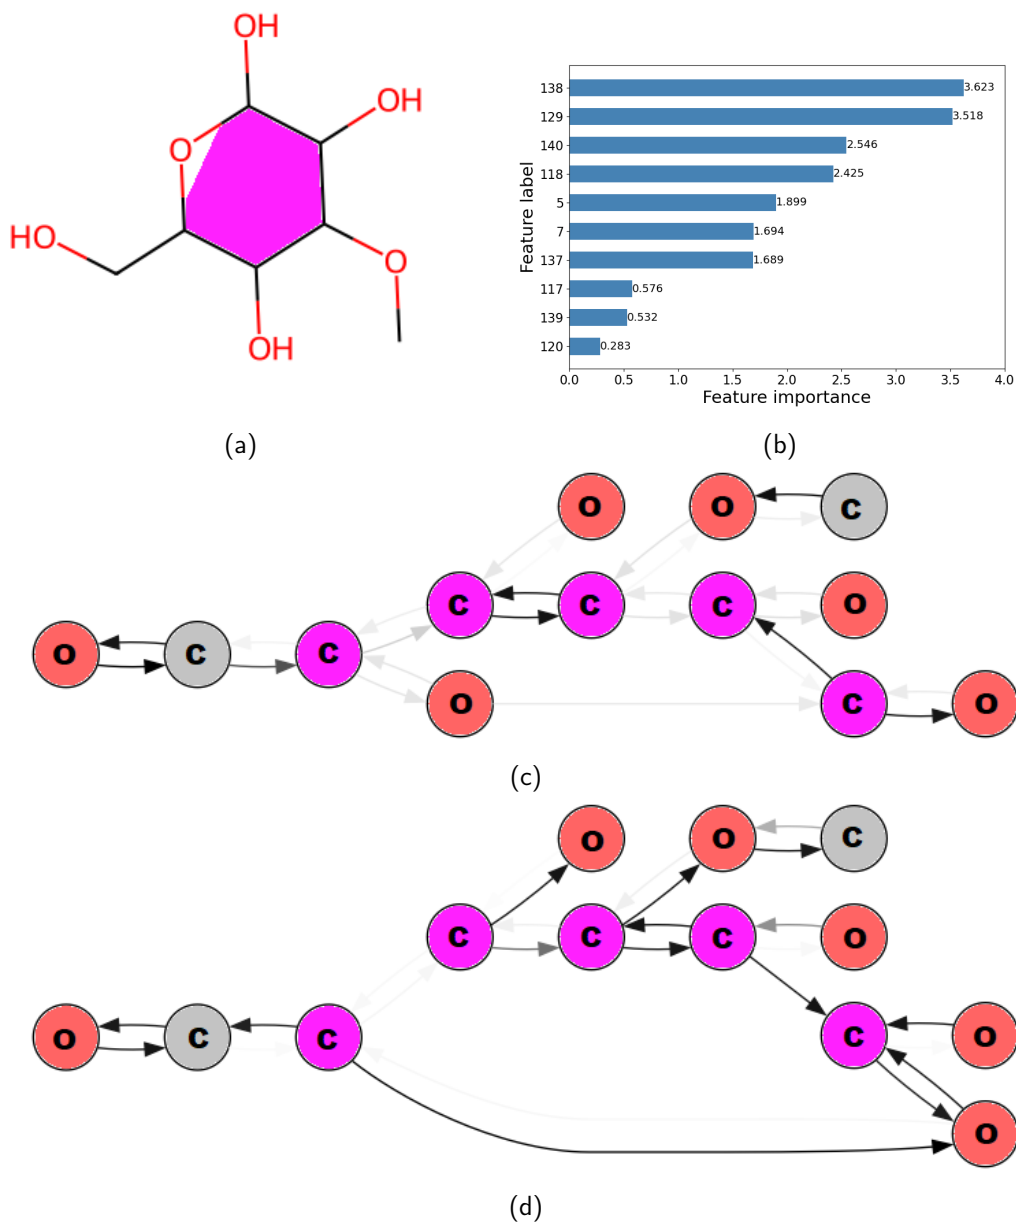 OH
OH
O
HO
O
OH
138
3.623
129
3.518
140
2.546
118
2.425
5
1.899
7
1.694
137
1.689
117
0.576
139
0.532
120
0.283
Feature label
0.0 0.5 1.0 1.5 2.0 2.5 3.0 3.5 4.0
Feature importance
(a)
(b)
O O C
C C C O
O C C
O C O
(c)
O O C
C C C O
O C C C O
O
(d)